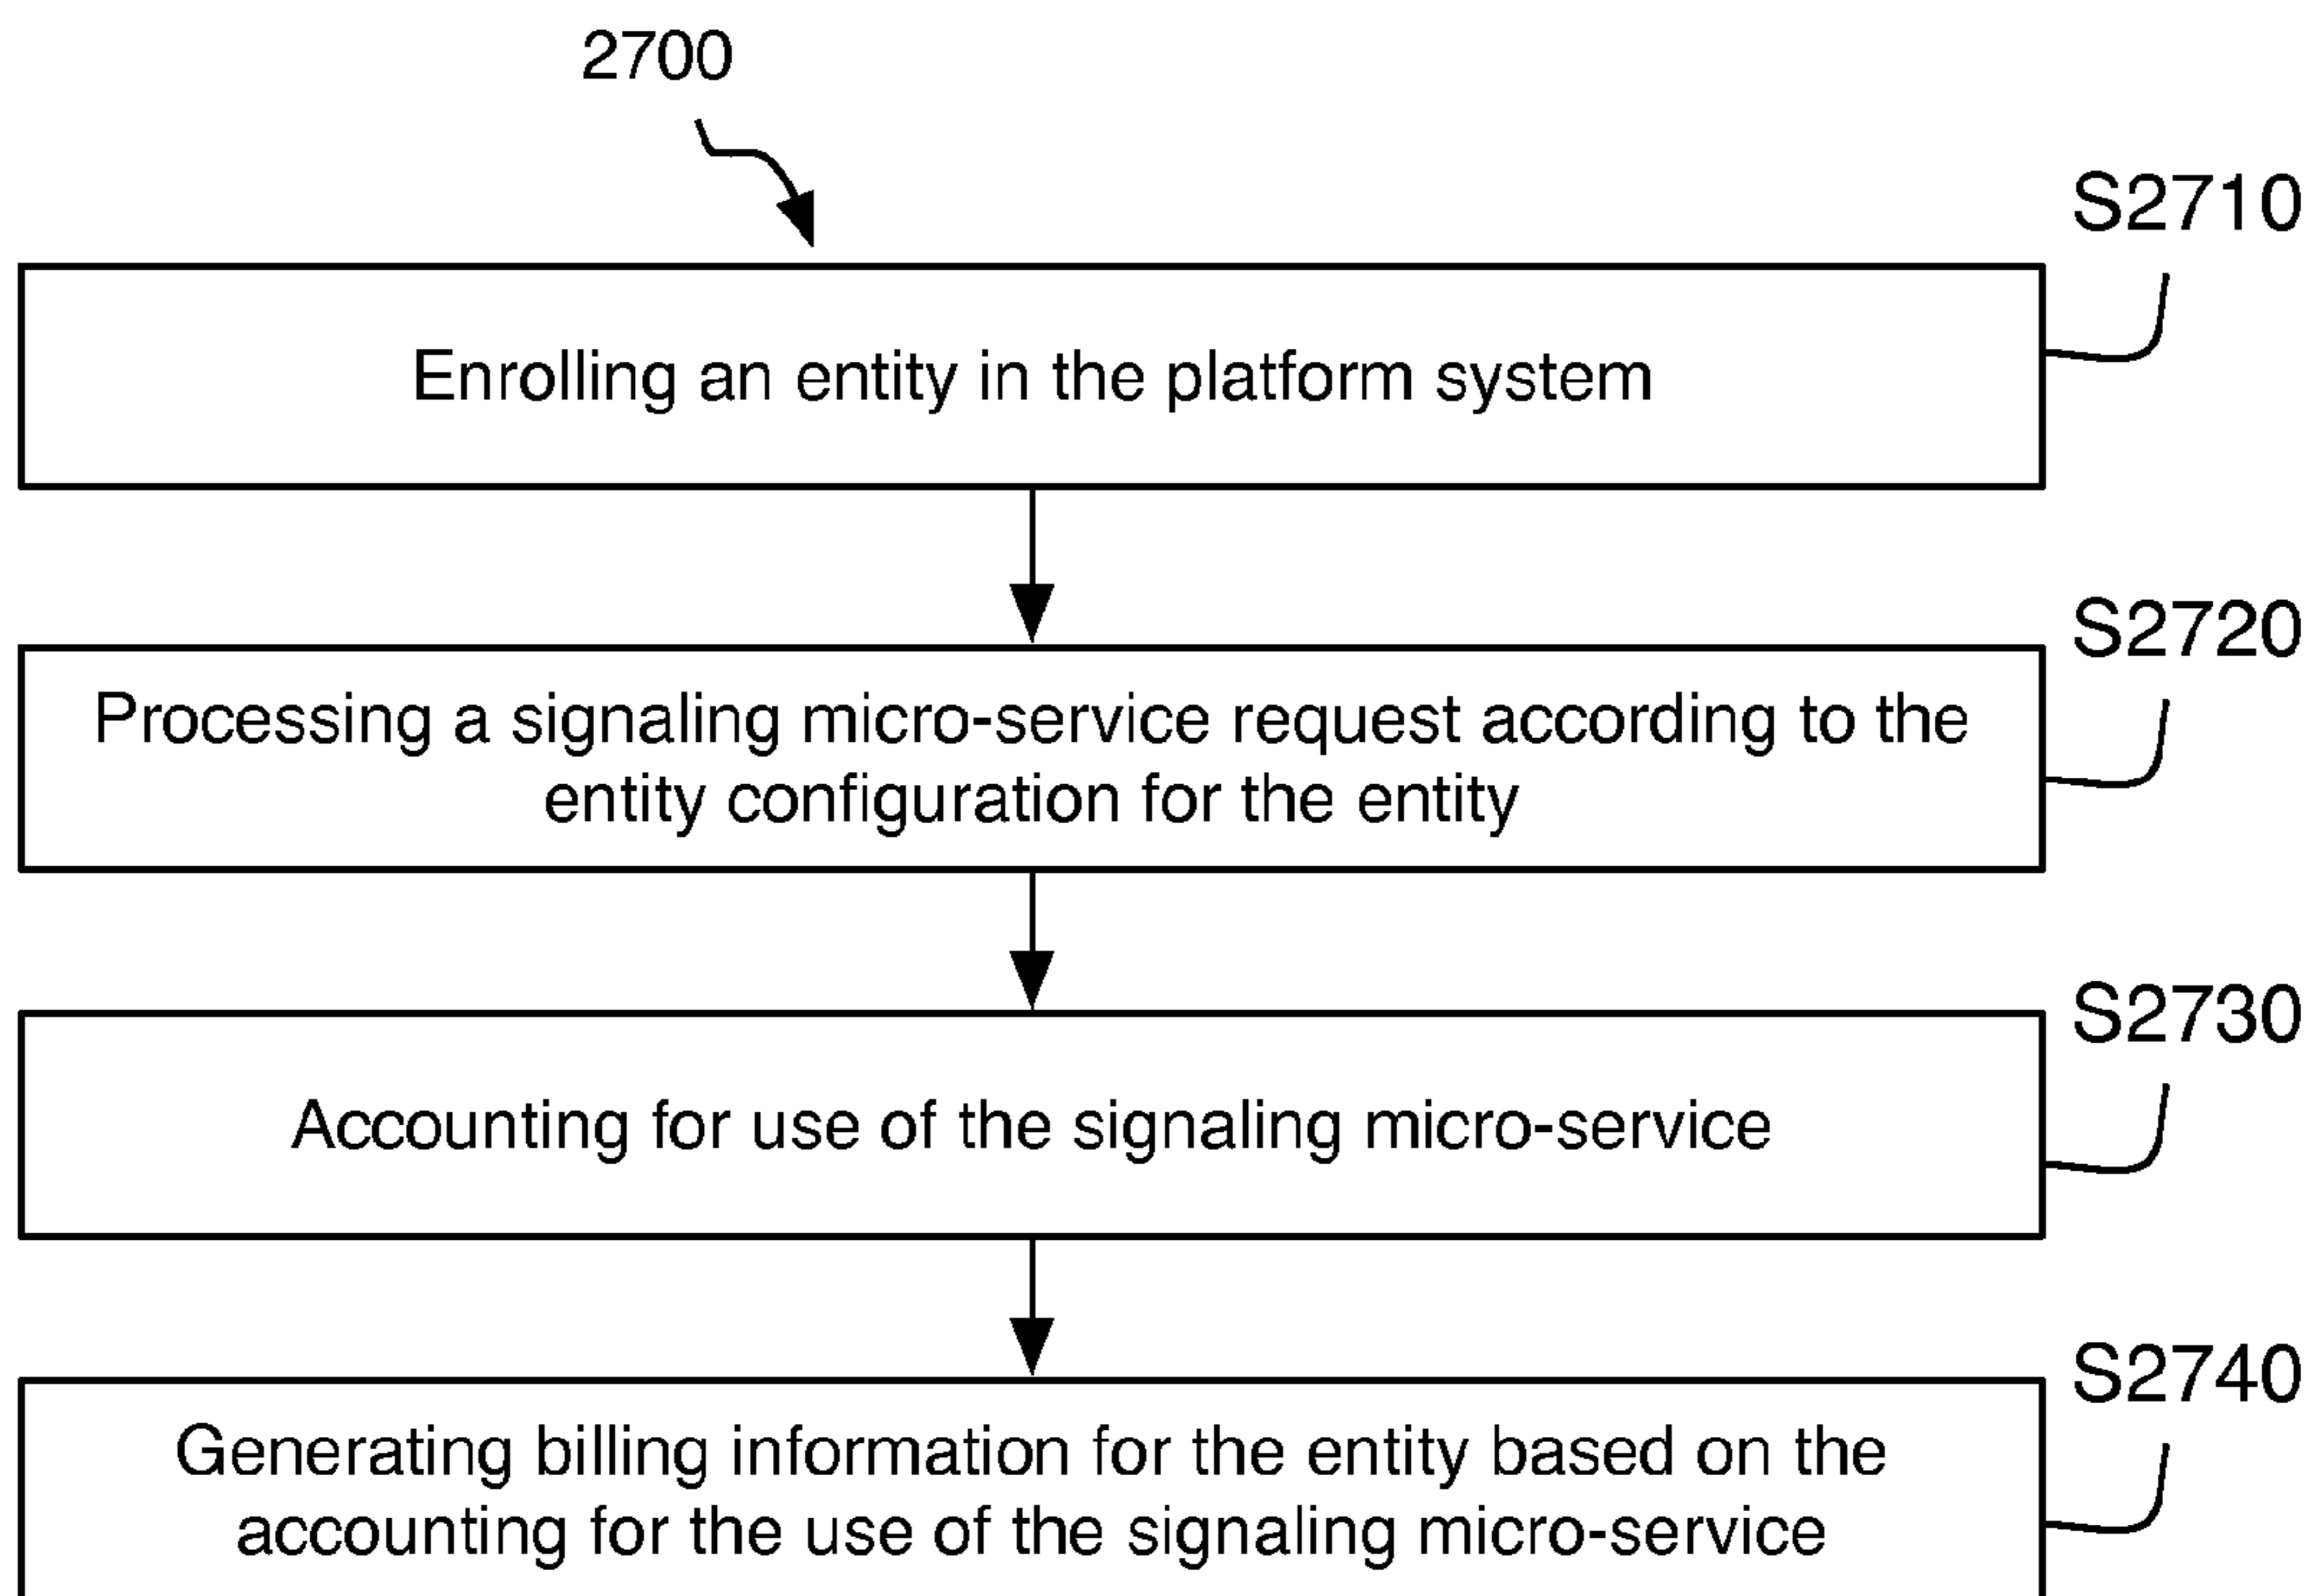 2700
S2710
Enrolling an entity in the platform system
S2720
Processing a signaling micro-service request according to the
entity configuration for the entity
S2730
Accounting for use of the signaling micro-service
S2740
Generating billing information for the entity based on the
accounting for the use of the signaling micro-service